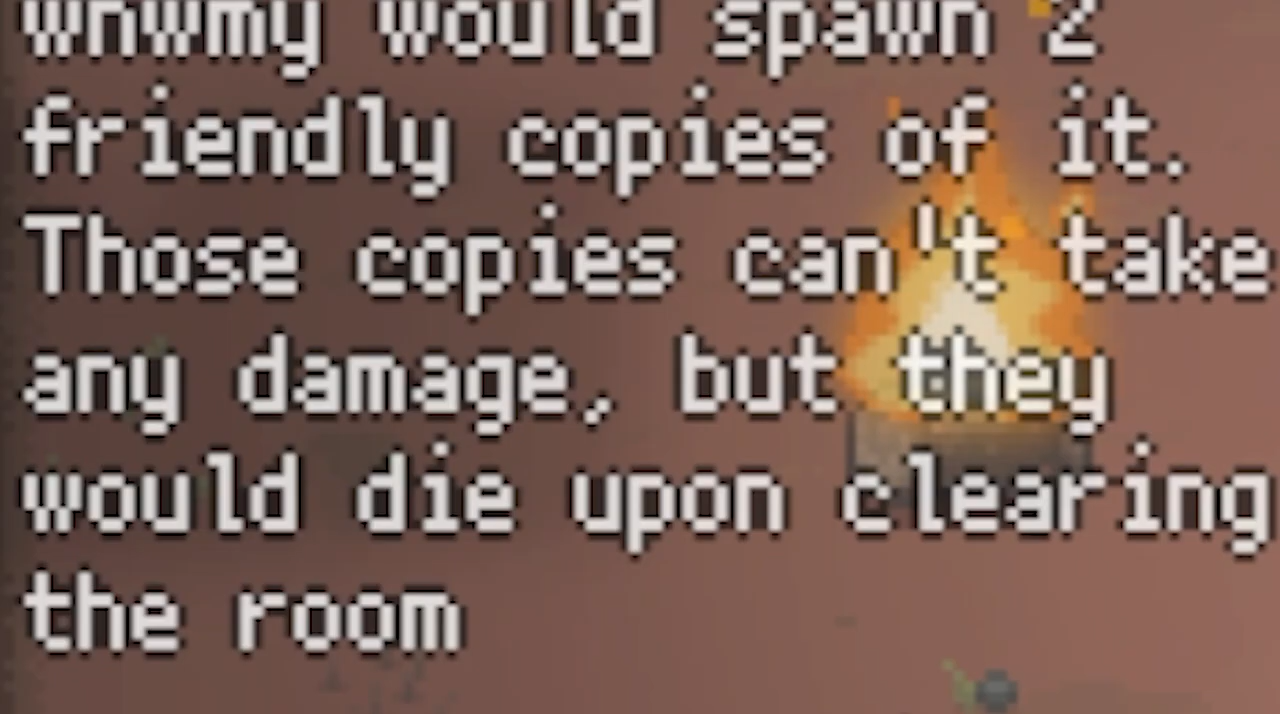 would spawn 2
friendly copies of it.
Those copies can't take
any damage, but they
would die upon clearing
the room